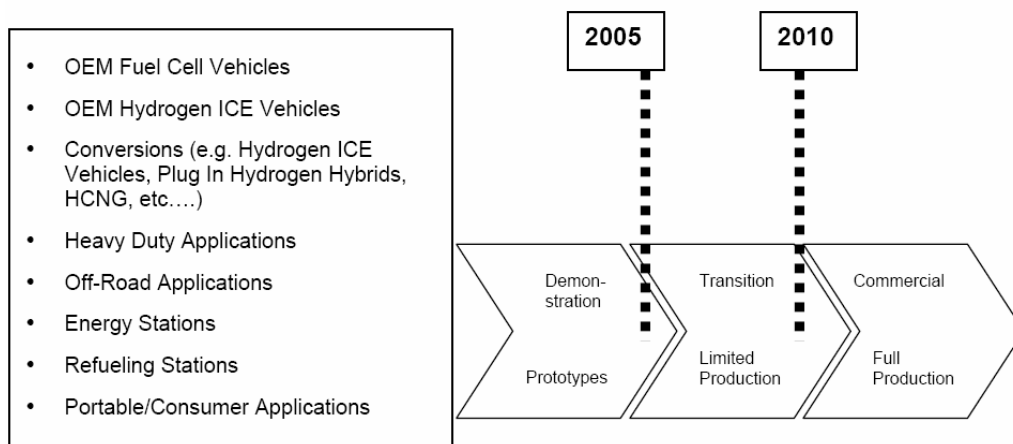 2005
2010
• OEM Fuel Cell Vehicles
• OEM Hydrogen ICE Vehicles
• Conversions (e.g. Hydrogen ICE
Vehicles, Plug In Hydrogen Hybrids,
HCNG, etc….)
• Heavy Duty Applications
• Off-Road Applications
• Energy Stations
• Refueling Stations
• Portable/Consumer Applications
Demon-
stration
Prototypes
Transition
Limited
Production
Commercial
Full
Production